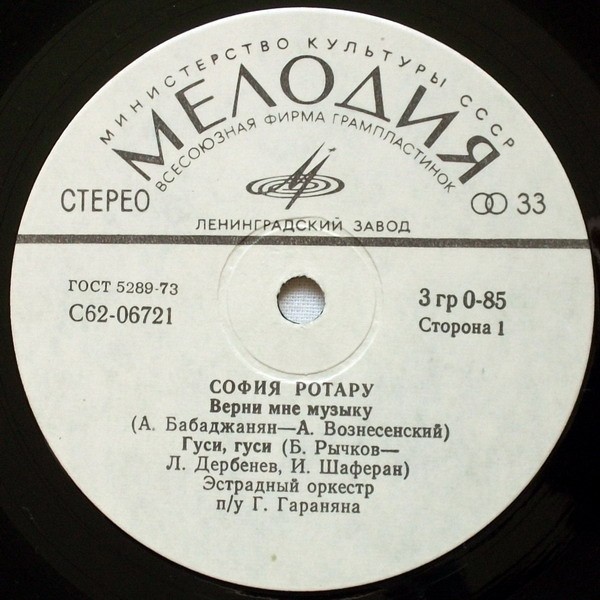 МИНИСТЕРСТВО КУЛЬТУРЫ СССР
МЕЛОДИЯ
ВСЕСОЮЗНАЯ ФИРМА ГРАМПЛАСТИНОК
СТЕРЕО
33
ЛЕНИНГРАДСКИЙ ЗАВОД
ГОСТ 5289-73
С62-06721
3 гр 0-85
Сторона 1
СОФИЯ РОТАРУ
Верни мне музыку
(А. Бабаджанян—А. Вознесенский)
Гуси, гуси (Б. Рычков—
Л. Дербенев, И. Шаферан)
Эстрадный оркестр
п/у Г. Гараняна